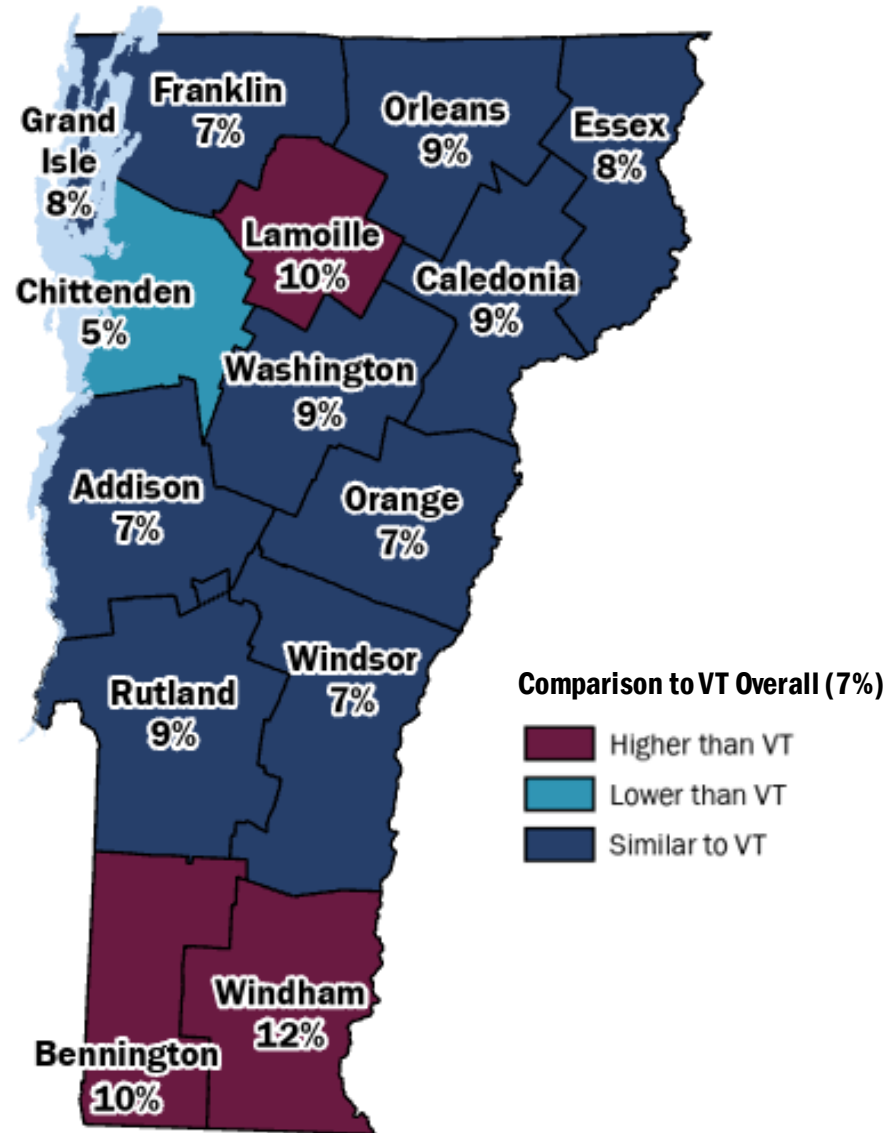 Franklin
7%
Orleans
9%
Essex
8%
Grand
Isle
8%
Lamoille
10%
Caledonia
9%
Chittenden
5%
Washington
9%
Addison
7%
Orange
7%
Windsor
7%
Rutland
9%
Comparison to VT Overall (7%)
Higher than VT
Lower than VT
Similar to VT
Windham
12%
Bennington
10%